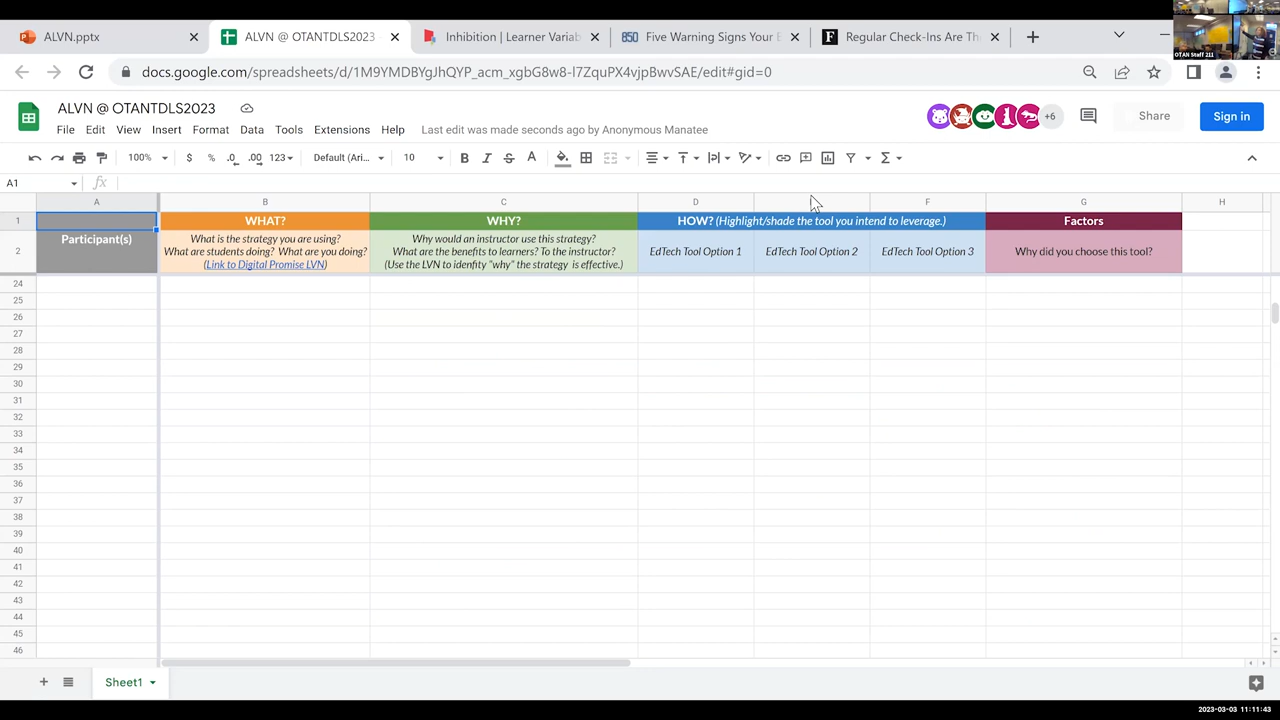 ALVN.pptx
ALVN @ OTANTDLS2023 -
Inhibition | Learner Variab
850 Five Warning Signs Your E
F Regular Check-Ins Are Th
docs.google.com/spreadsheets/d/1M9YMDBYgJhQYP_acm_xgbG8w8-l7ZquPX4vjpBwvSAE/edit#gid=0
OTAN Staff 211
ALVN @ OTANTDLS2023
+6
Share
Sign in
File Edit View Insert Format Data Tools Extensions Help Last edit was made seconds ago by Anonymous Manatee
100% $ % .0 .00 123 Default (Ari... 10 B I S A
A1 fx
A B C D F G H
1 WHAT? WHY? HOW? (Highlight/shade the tool you intend to leverage.) Factors
2 Participant(s)
What is the strategy you are using?
What are students doing? What are you doing?
(Link to Digital Promise LVN)
Why would an instructor use this strategy?
What are the benefits to learners? To the instructor?
(Use the LVN to idenfity "why" the strategy is effective.)
EdTech Tool Option 1 EdTech Tool Option 2 EdTech Tool Option 3 Why did you choose this tool?
24
25
26
27
28
29
30
31
32
33
34
35
36
37
38
39
40
41
42
43
44
45
46
Sheet1
2023-03-03 11:11:43